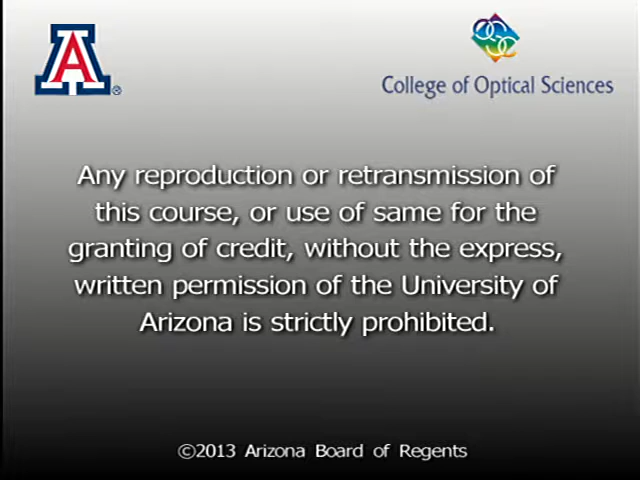 A®
College of Optical Sciences
Any reproduction or retransmission of
this course, or use of same for the
granting of credit, without the express,
written permission of the University of
Arizona is strictly prohibited.
©2013 Arizona Board of Regents